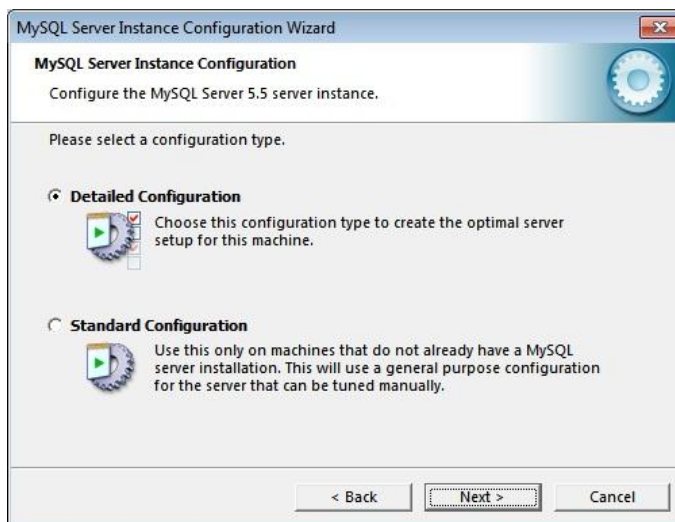 MySQL Server Instance Configuration Wizard
MySQL Server Instance Configuration
Configure the MySQL Server 5.5 server instance.
Please select a configuration type.
Detailed Configuration
Choose this configuration type to create the optimal server
setup for this machine.
Standard Configuration
Use this only on machines that do not already have a MySQL
server installation. This will use a general purpose configuration
for the server that can be tuned manually.
< Back Next > Cancel